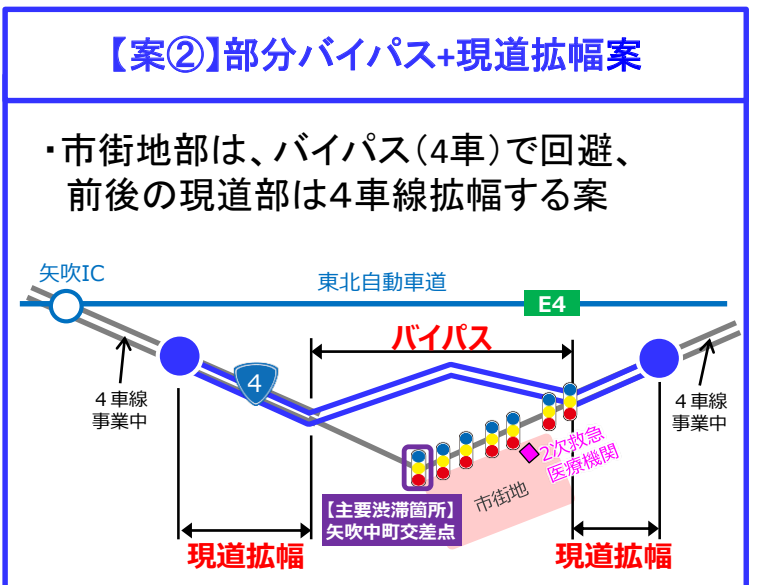 【案②】部分バイパス+現道拡幅案
・市街地部は、バイパス(4車)で回避、
前後の現道部は4車線拡幅する案
矢吹IC
東北自動車道
E4
バイパス
4
4車線
事業中
4車線
事業中
2次救急
医療機関
市街地
【主要渋滞箇所】
矢吹中町交差点
現道拡幅
現道拡幅